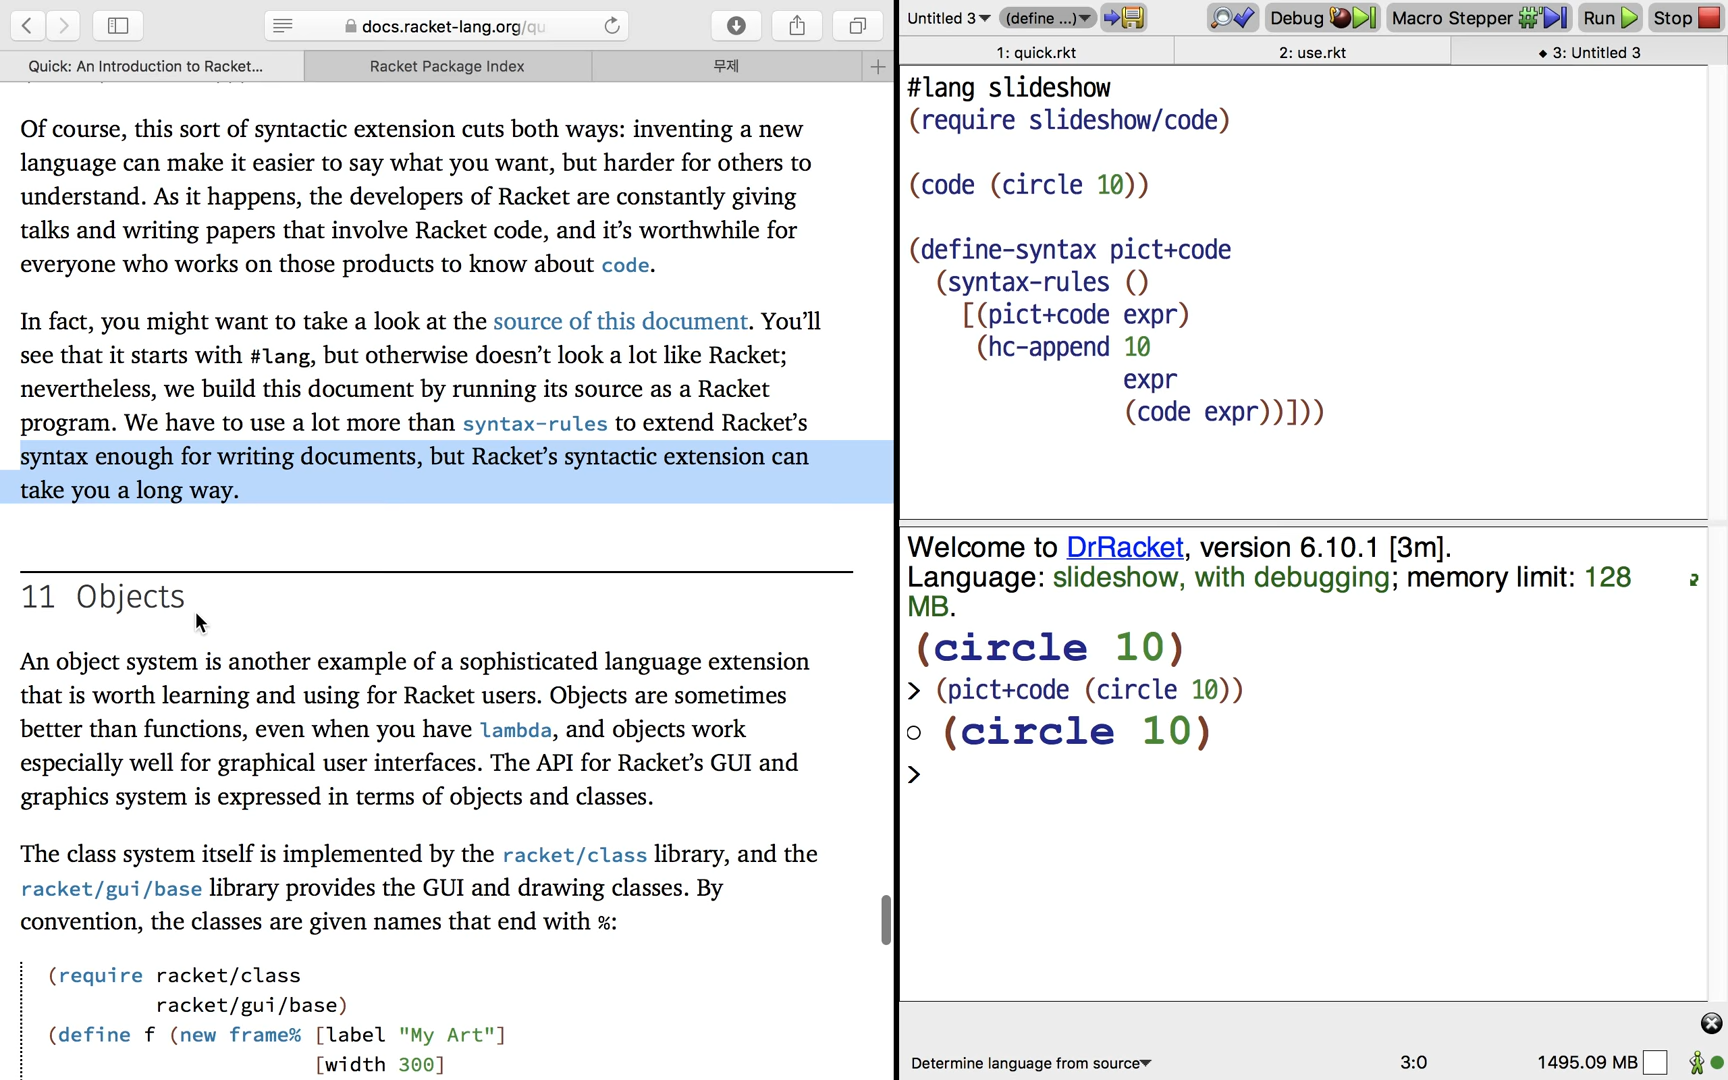 docs.racket-lang.org/qu
Quick: An Introduction to Racket...
Racket Package Index
무제
Of course, this sort of syntactic extension cuts both ways: inventing a new
language can make it easier to say what you want, but harder for others to
understand. As it happens, the developers of Racket are constantly giving
talks and writing papers that involve Racket code, and it’s worthwhile for
everyone who works on those products to know about code.
In fact, you might want to take a look at the source of this document. You’ll
see that it starts with #lang, but otherwise doesn’t look a lot like Racket;
nevertheless, we build this document by running its source as a Racket
program. We have to use a lot more than syntax-rules to extend Racket’s
syntax enough for writing documents, but Racket’s syntactic extension can
take you a long way.
11 Objects
An object system is another example of a sophisticated language extension
that is worth learning and using for Racket users. Objects are sometimes
better than functions, even when you have lambda, and objects work
especially well for graphical user interfaces. The API for Racket’s GUI and
graphics system is expressed in terms of objects and classes.
The class system itself is implemented by the racket/class library, and the
racket/gui/base library provides the GUI and drawing classes. By
convention, the classes are given names that end with %:
(require racket/class
racket/gui/base)
(define f (new frame% [label "My Art"]
[width 300]
Untitled 3 (define ...) Debug Macro Stepper Run Stop
1: quick.rkt
2: use.rkt
3: Untitled 3
#lang slideshow
(require slideshow/code)
(code (circle 10))
(define-syntax pict+code
(syntax-rules ()
[(pict+code expr)
(hc-append 10
expr
(code expr))]))
Welcome to DrRacket, version 6.10.1 [3m].
Language: slideshow, with debugging; memory limit: 128
MB.
(circle 10)
> (pict+code (circle 10))
(circle 10)
>
Determine language from source
3:0
1495.09 MB